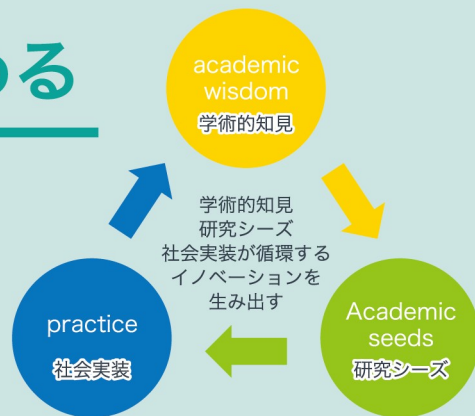 める
academic
wisdom
学術的知見
学術的知見
研究シーズ
社会実装が循環する
イノベーションを
生み出す
practice
社会実装
Academic
seeds
研究シーズ